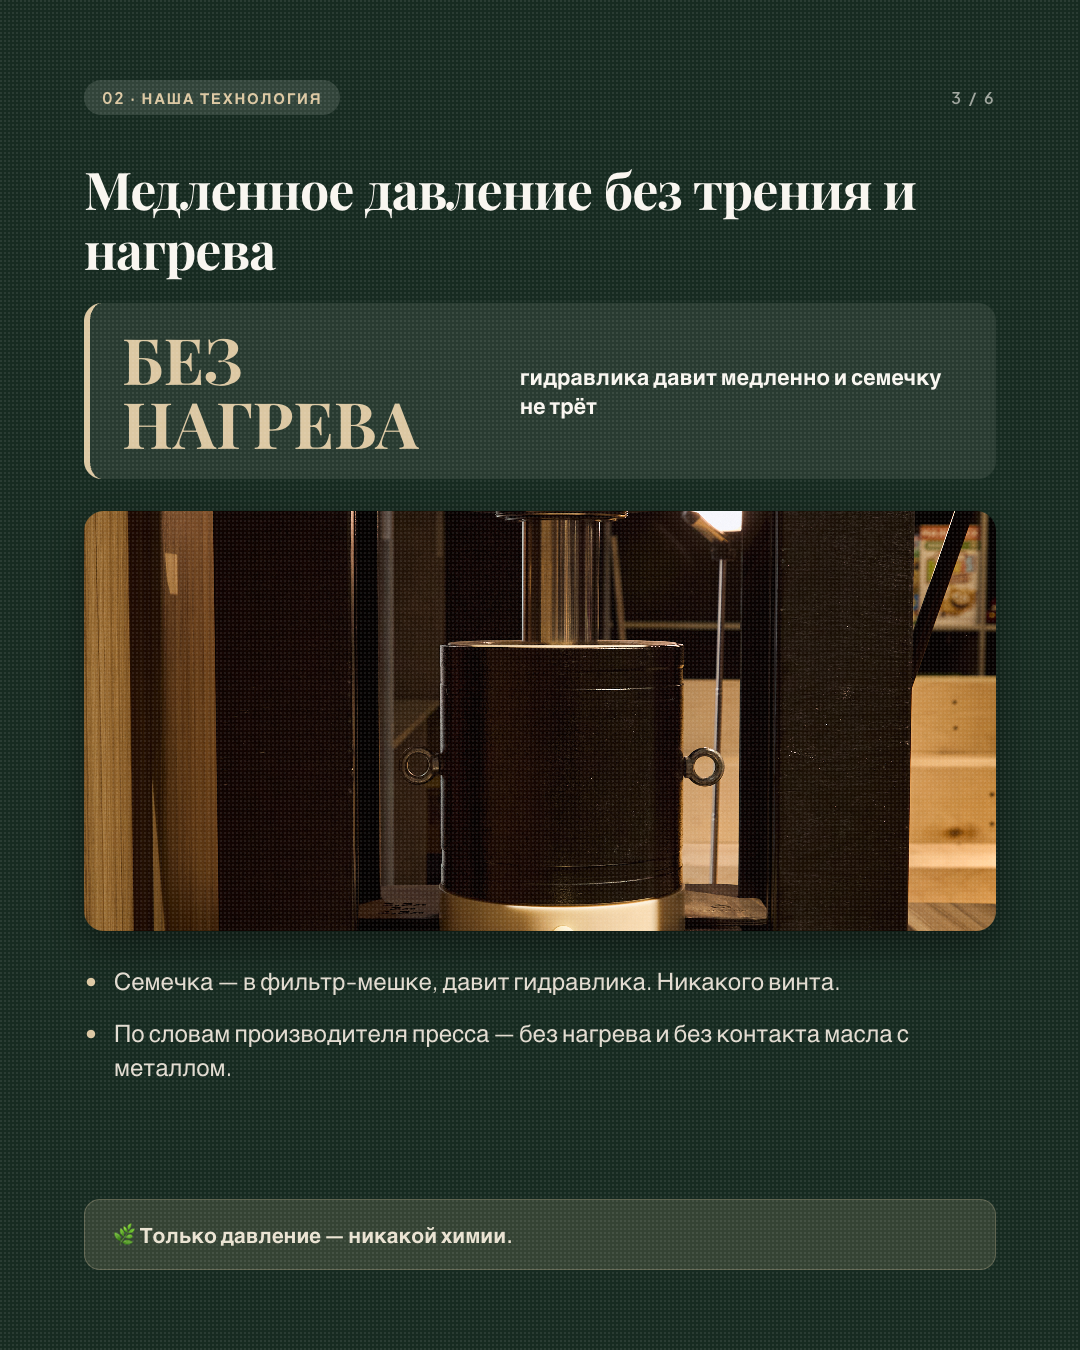 02 · НАША ТЕХНОЛОГИЯ
3 / 6
Медленное давление без трения и
нагрева
БЕЗ
НАГРЕВА
гидравлика давит медленно и семечку
не трёт
Семечка — в фильтр-мешке, давит гидравлика. Никакого винта.
По словам производителя пресса — без нагрева и без контакта масла с
металлом.
🌿 Только давление — никакой химии.